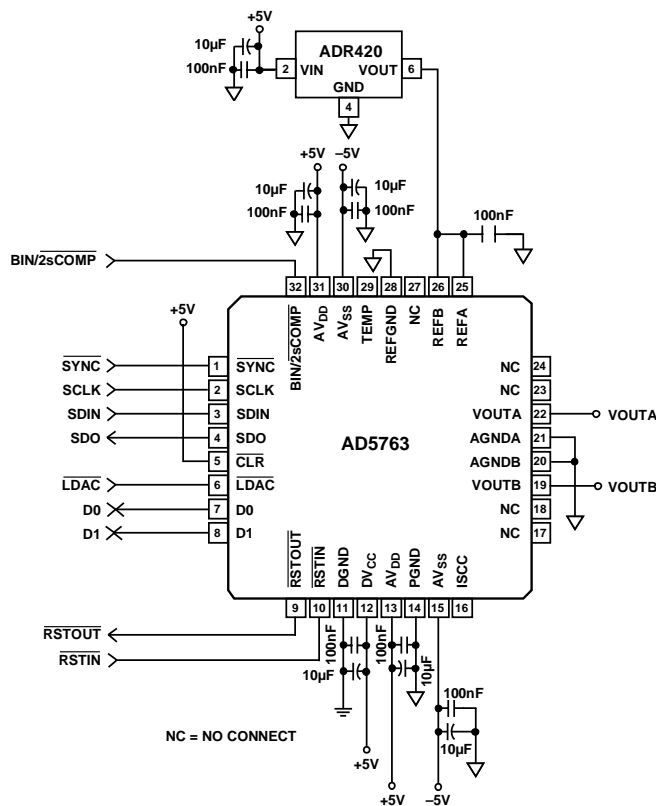 +5V
10µF
100nF
ADR420
2
VIN
VOUT
6
GND
4
+5V
–5V
10µF
100nF
10µF
100nF
100nF
BIN/2sCOMP
32
31
30
29
28
27
26
25
BIN/2sCOMP
AVDD
AVSS
TEMP
REFGND
NC
REFB
REFA
+5V
SYNC
1
SYNC
NC
24
SCLK
2
SCLK
NC
23
SDIN
3
SDIN
VOUTA
22
VOUTA
SDO
4
SDO
AD5763
AGNDA
21
5
CLR
AGNDB
20
LDAC
6
LDAC
VOUTB
19
VOUTB
D0
7
D0
NC
18
D1
8
D1
NC
17
RSTOUT
RSTIN
DGND
DVCC
AVDD
PGND
AVSS
ISCC
9
10
11
12
13
14
15
16
RSTOUT
RSTIN
100nF
10µF
100nF
10µF
100nF
10µF
NC = NO CONNECT
+5V
+5V
–5V